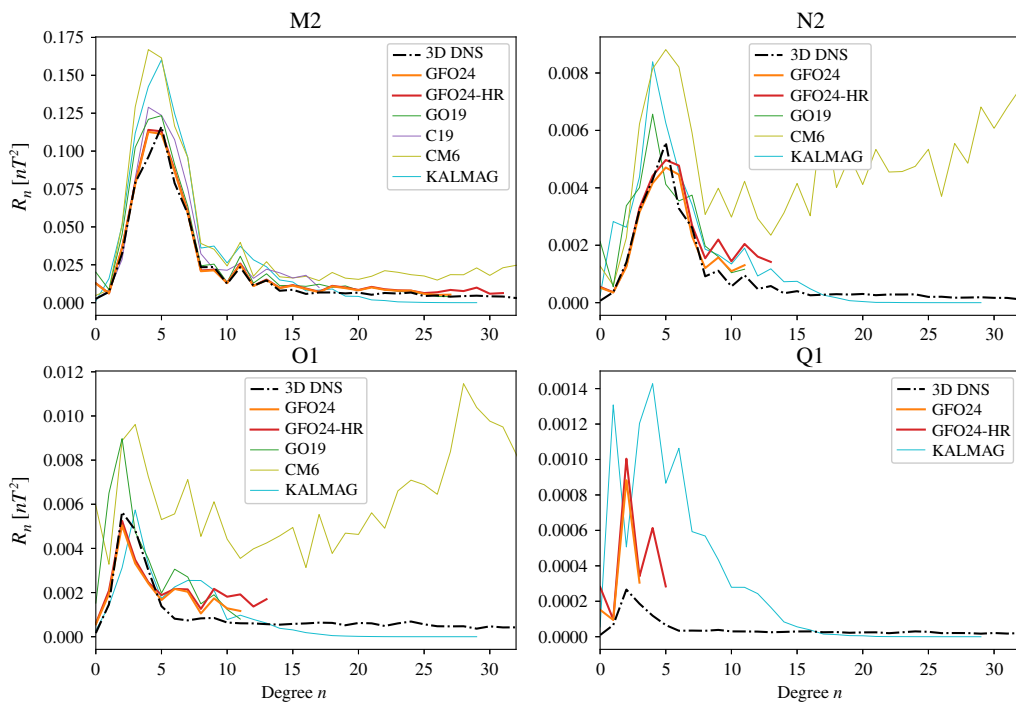 M2
N2
0.175
0.150
0.125
0.100
0.075
0.050
0.025
0.000
R_n [nT^2]
3D DNS
GFO24
GFO24-HR
GO19
C19
CM6
KALMAG
0 5 10 15 20 25 30
0.008
0.006
0.004
0.002
0.000
3D DNS
GFO24
GFO24-HR
GO19
CM6
KALMAG
0 5 10 15 20 25 30
O1
Q1
0.012
0.010
0.008
0.006
0.004
0.002
0.000
R_n [nT^2]
3D DNS
GFO24
GFO24-HR
GO19
CM6
KALMAG
0 5 10 15 20 25 30
Degree n
0.0014
0.0012
0.0010
0.0008
0.0006
0.0004
0.0002
0.0000
3D DNS
GFO24
GFO24-HR
KALMAG
0 5 10 15 20 25 30
Degree n